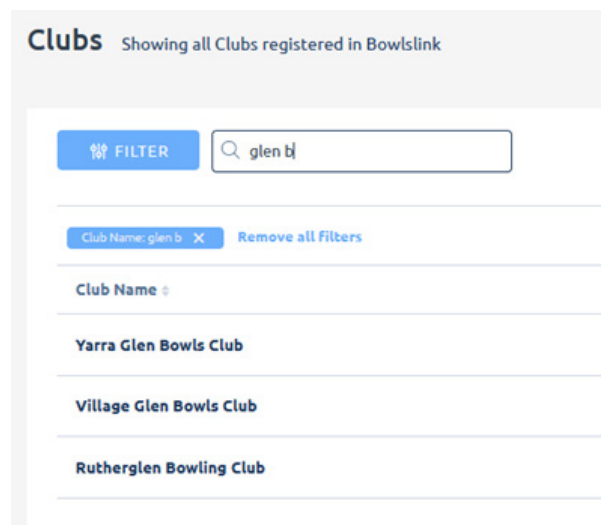 Clubs Showing all Clubs registered in Bowlslink
FILTER glen b
Club Name: glen b X Remove all filters
Club Name
Yarra Glen Bowls Club
Village Glen Bowls Club
Rutherglen Bowling Club